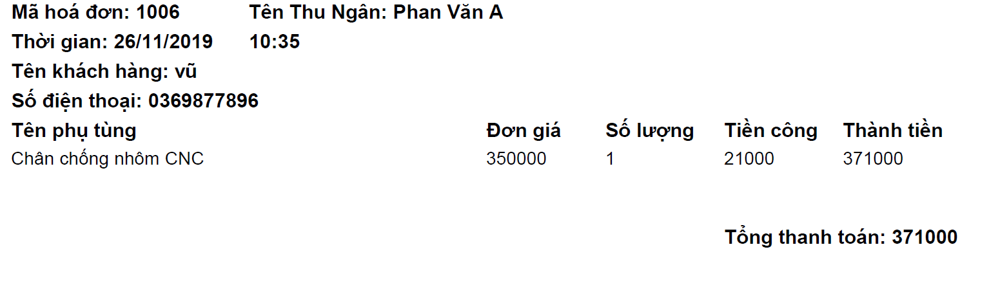 Mã hoá đơn: 1006 Tên Thu Ngân: Phan Văn A
Thời gian: 26/11/2019 10:35
Tên khách hàng: vũ
Số điện thoại: 0369877896
Tên phụ tùng Đơn giá Số lượng Tiền công Thành tiền
Chân chống nhôm CNC 350000 1 21000 371000
Tổng thanh toán: 371000